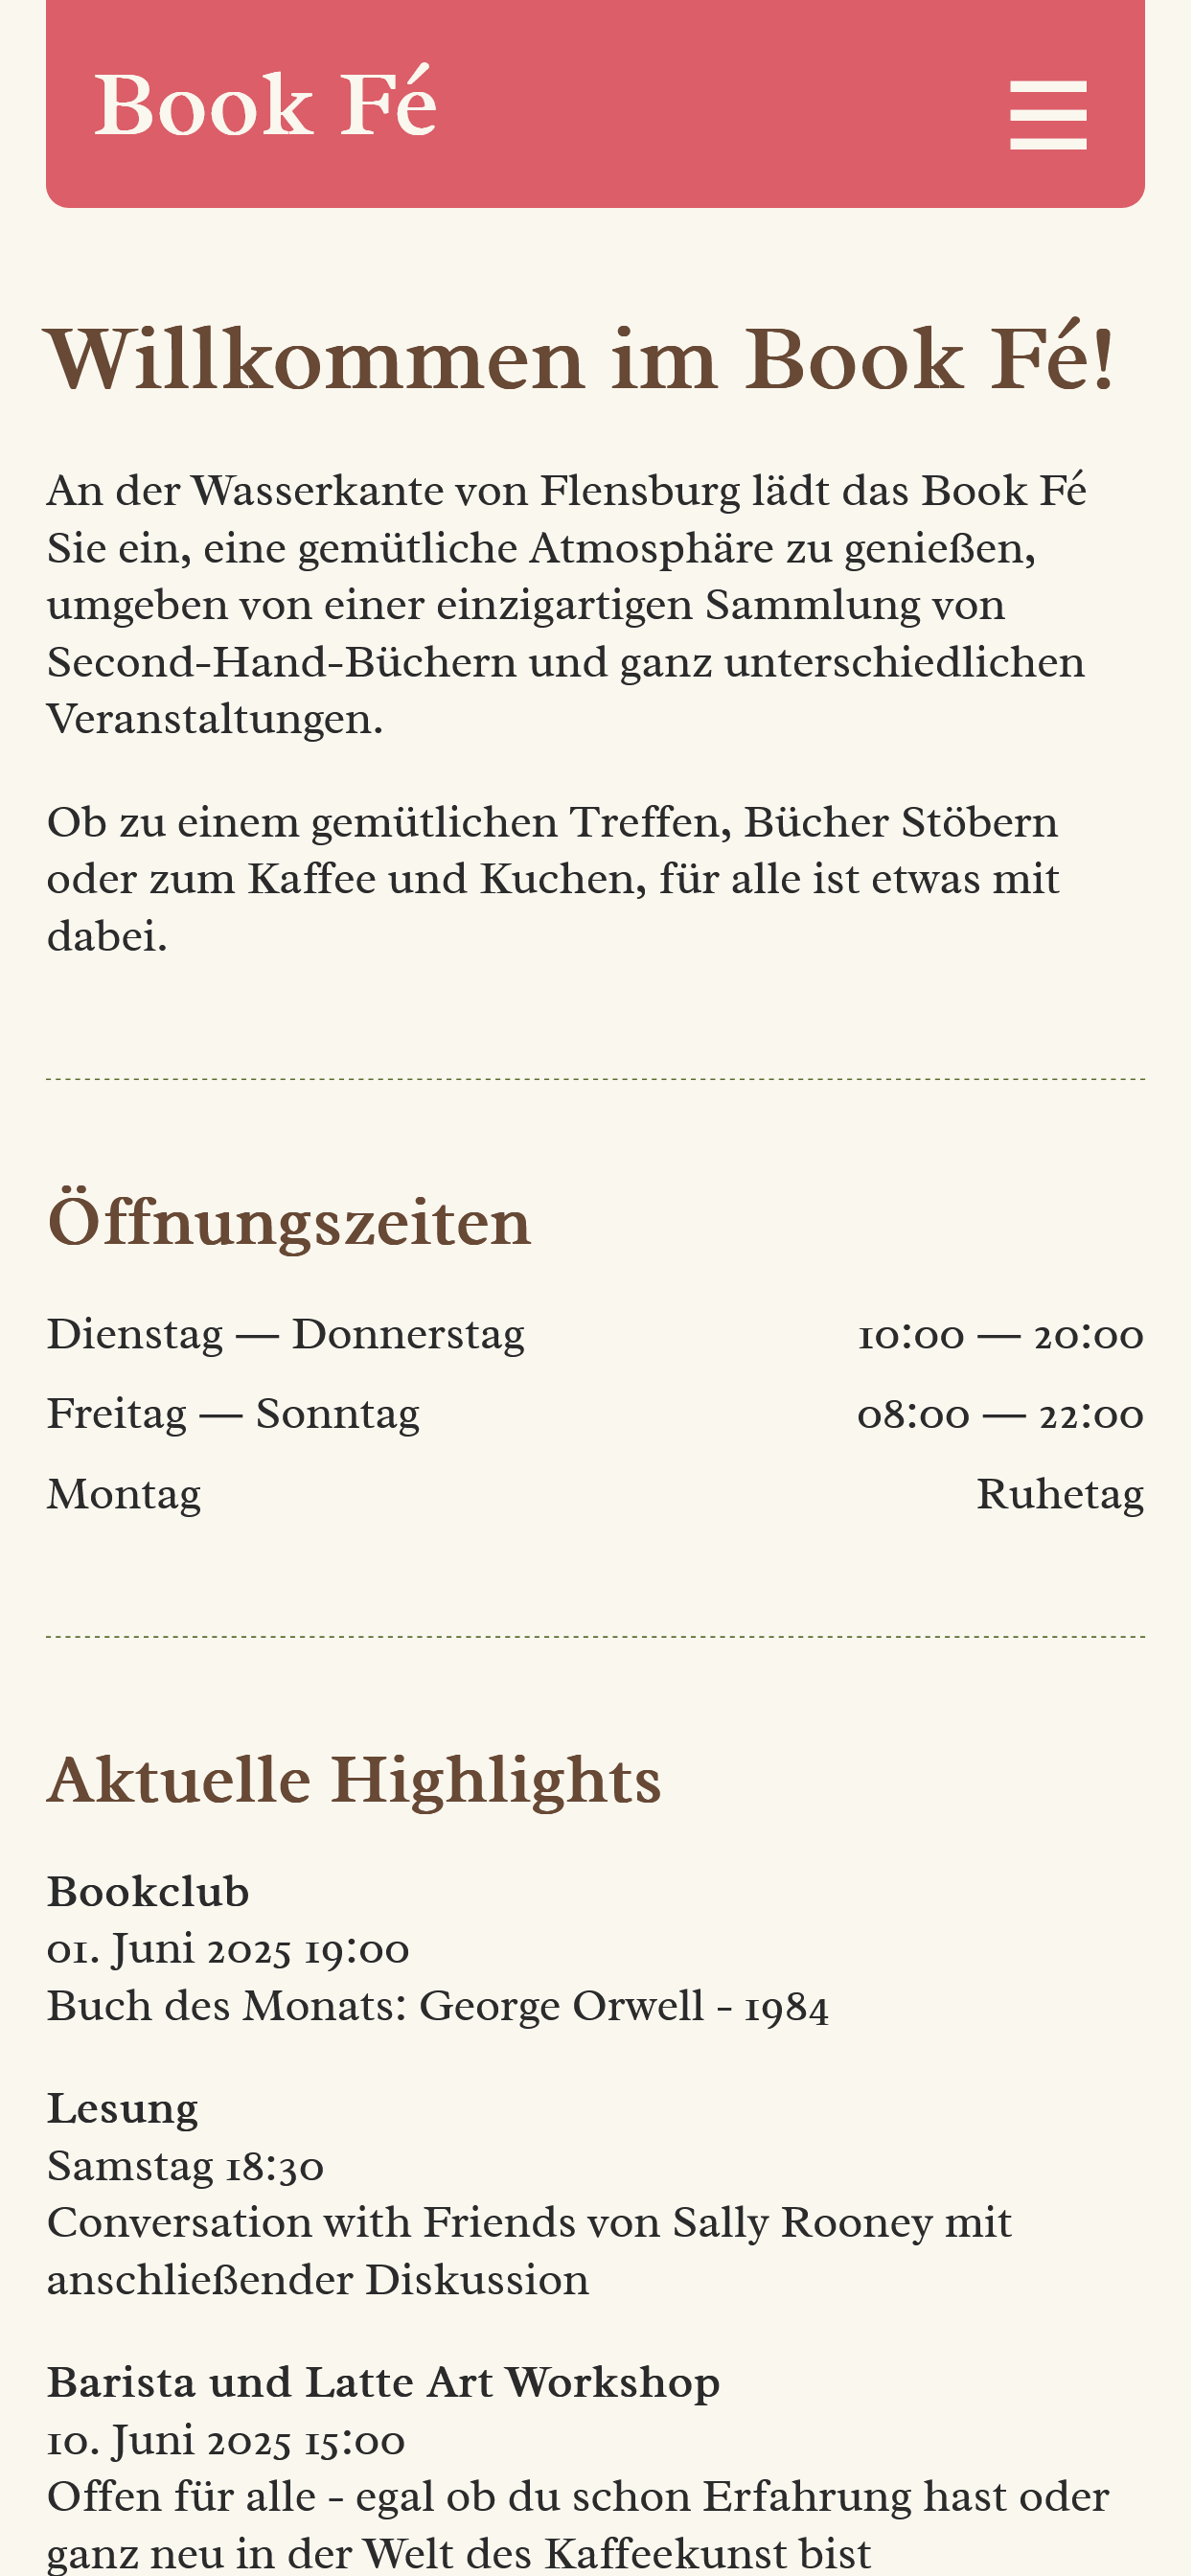 Book Fé
Willkommen im Book Fé!
An der Wasserkante von Flensburg lädt das Book Fé
Sie ein, eine gemütliche Atmosphäre zu genießen,
umgeben von einer einzigartigen Sammlung von
Second-Hand-Büchern und ganz unterschiedlichen
Veranstaltungen.
Ob zu einem gemütlichen Treffen, Bücher Stöbern
oder zum Kaffee und Kuchen, für alle ist etwas mit
dabei.
Öffnungszeiten
Dienstag — Donnerstag 10:00 — 20:00
Freitag — Sonntag 08:00 — 22:00
Montag Ruhetag
Aktuelle Highlights
Bookclub
01. Juni 2025 19:00
Buch des Monats: George Orwell - 1984
Lesung
Samstag 18:30
Conversation with Friends von Sally Rooney mit
anschließender Diskussion
Barista und Latte Art Workshop
10. Juni 2025 15:00
Offen für alle - egal ob du schon Erfahrung hast oder
ganz neu in der Welt des Kaffeekunst bist